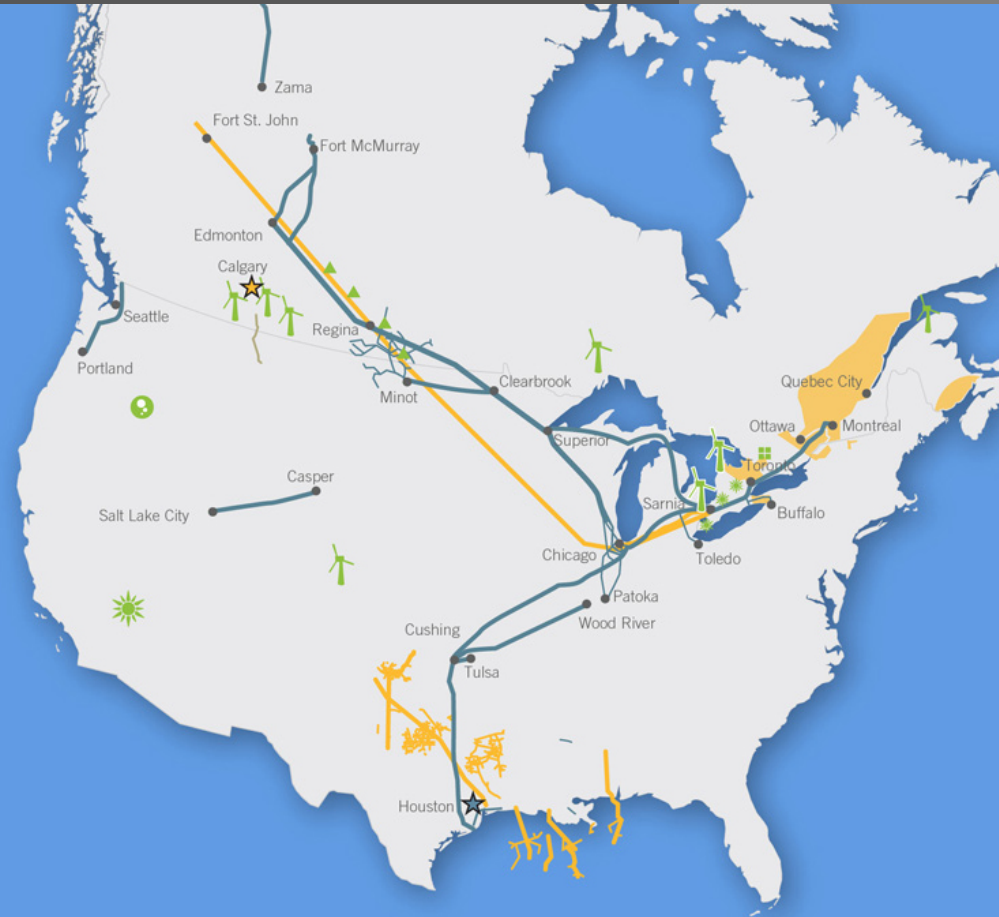 Zama
Fort St. John
Fort McMurray
Edmonton
Calgary
Seattle
Regina
Portland
Minot
Clearbrook
Quebec City
Superior
Ottawa
Montreal
Toronto
Casper
Sarnia
Salt Lake City
Buffalo
Chicago
Toledo
Patoka
Wood River
Cushing
Tulsa
Houston